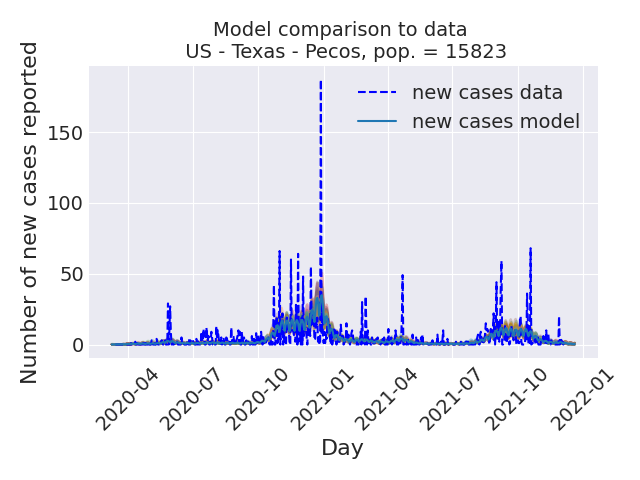 Model comparison to data
US - Texas - Pecos, pop. = 15823
new cases data
new cases model
Number of new cases reported
150
100
50
0
2020-04
2020-07
2020-10
2021-01
2021-04
2021-07
2021-10
2022-01
Day